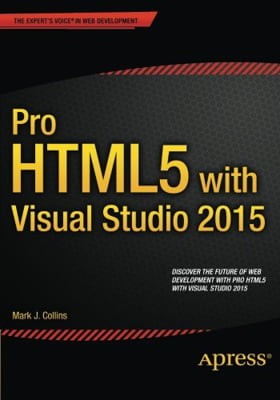 THE EXPERT'S VOICE® IN WEB DEVELOPMENT
Pro
HTML5 with
Visual Studio 2015
DISCOVER THE FUTURE OF WEB
DEVELOPMENT WITH PRO HTML5
WITH VISUAL STUDIO 2015
Mark J. Collins
Apress®